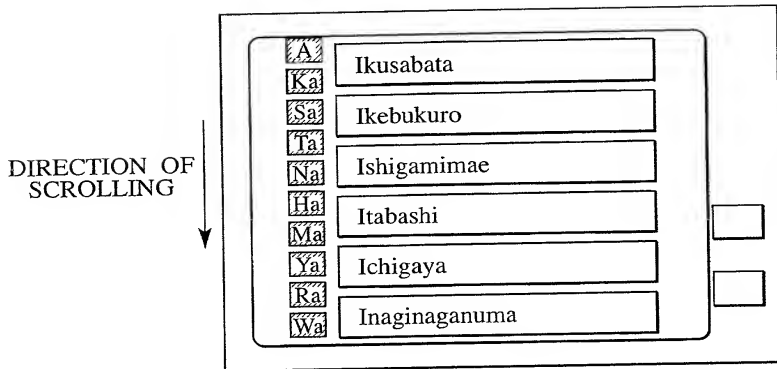 A
Ka
Sa
Ta
Na
Ha
Ma
Ya
Ra
Wa
Ikusabata
Ikebukuro
Ishigamimae
Itabashi
Ichigaya
Inaginaganuma
DIRECTION OF
SCROLLING